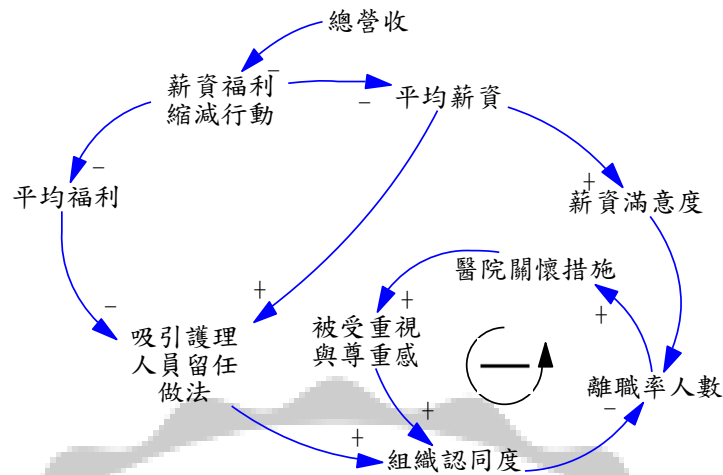 總營收
薪資福利
縮減行動
−
−
平均薪資
−
平均福利
+
薪資滿意度
醫院關懷措施
+
+
−
吸引護理
人員留任
做法
被受重視
與尊重感
+
離職率人數
−
+
+
組織認同度